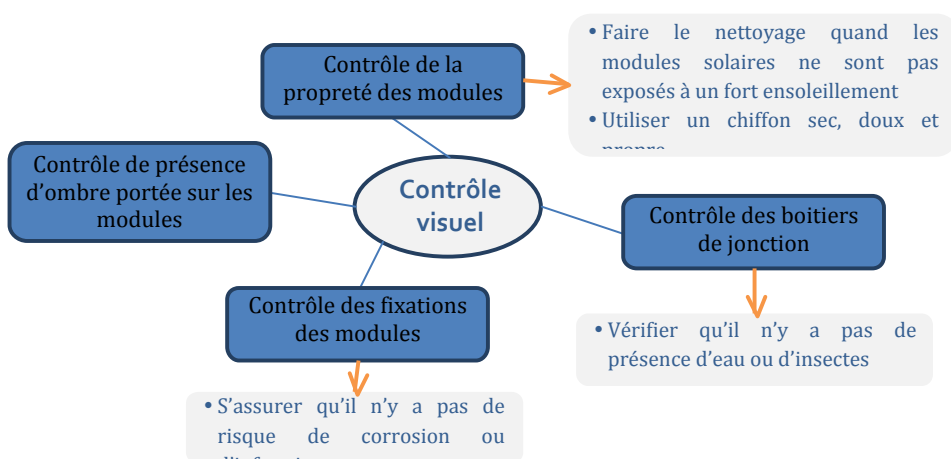 Contrôle de la
propreté des modules
• Faire le nettoyage quand les
modules solaires ne sont pas
exposés à un fort ensoleillement
• Utiliser un chiffon sec, doux et
propre
Contrôle de présence
d'ombre portée sur les
modules
Contrôle
visuel
Contrôle des boitiers
de jonction
• Vérifier qu'il n'y a pas de
présence d'eau ou d'insectes
Contrôle des fixations
des modules
• S'assurer qu'il n'y a pas de
risque de corrosion ou